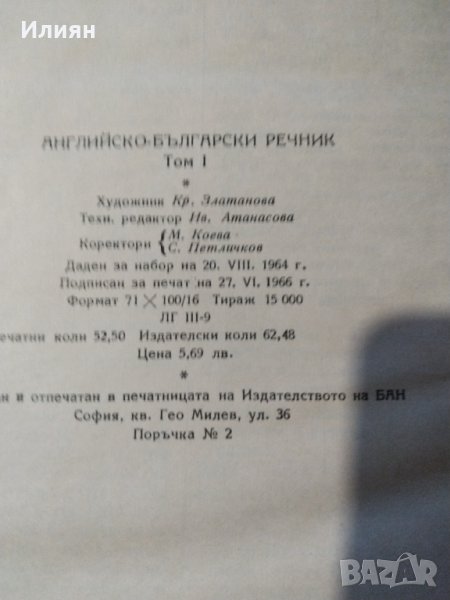 Илиян
АНГЛИЙСКО-БЪЛГАРСКИ РЕЧНИК
Том I
*
Художник Кр. Златанова
Техн. редактор Ив. Атанасова
Коректори { М. Коева
С. Петличков
Даден за набор на 20. VIII. 1964 г.
Подписан за печат на 27. VI. 1966 г.
Формат 71 × 100/16 Тираж 15 000
ЛГ III-9
ечатни коли 52,50 Издателски коли 62,48
Цена 5,69 лв.
*
н и отпечатан в печатницата на Издателството на БАН
София, кв. Гео Милев, ул. 36
Поръчка № 2
BAZAR